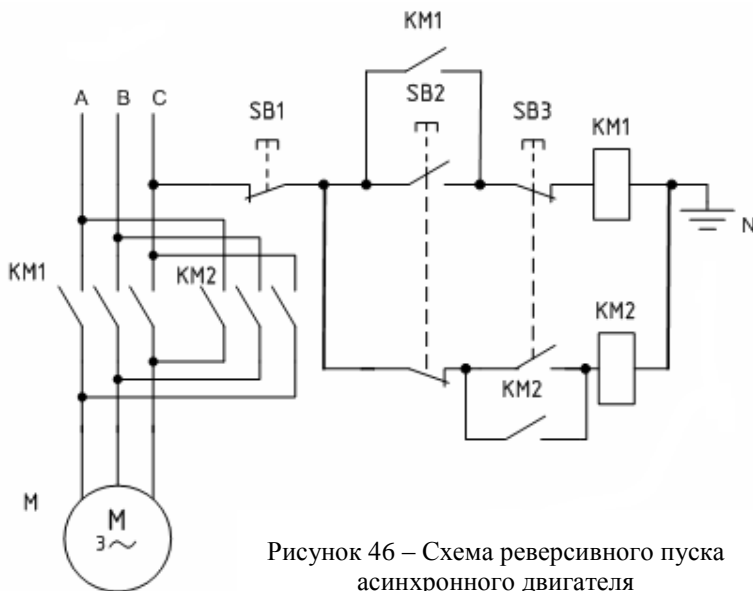 KM1
A B C
SB1
SB2
SB3
KM1
N
KM1
KM2
KM2
KM2
M
M
3~
Рисунок 46 – Схема реверсивного пуска
асинхронного двигателя